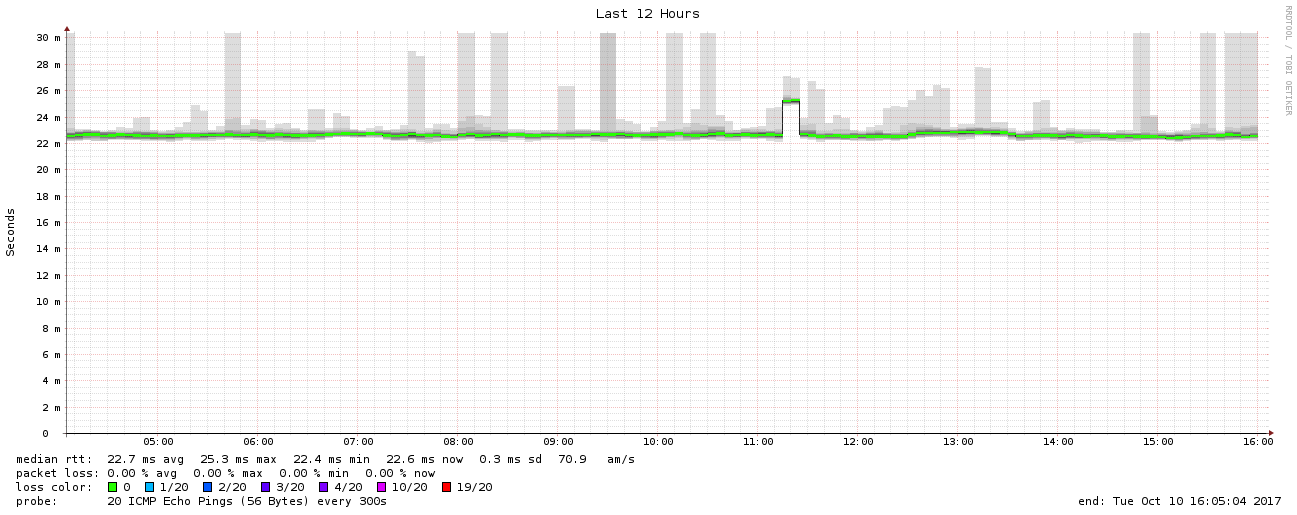 Last 12 Hours
RRDTOOL / TOBI OETIKER
Seconds
30 m
28 m
26 m
24 m
22 m
20 m
18 m
16 m
14 m
12 m
10 m
8 m
6 m
4 m
2 m
0
05:00 06:00 07:00 08:00 09:00 10:00 11:00 12:00 13:00 14:00 15:00 16:00
median rtt: 22.7 ms avg 25.3 ms max 22.4 ms min 22.6 ms now 0.3 ms sd 70.9 am/s
packet loss: 0.00 % avg 0.00 % max 0.00 % min 0.00 % now
loss color: 0 1/20 2/20 3/20 4/20 10/20 19/20
probe: 20 ICMP Echo Pings (56 Bytes) every 300s end: Tue Oct 10 16:05:04 2017